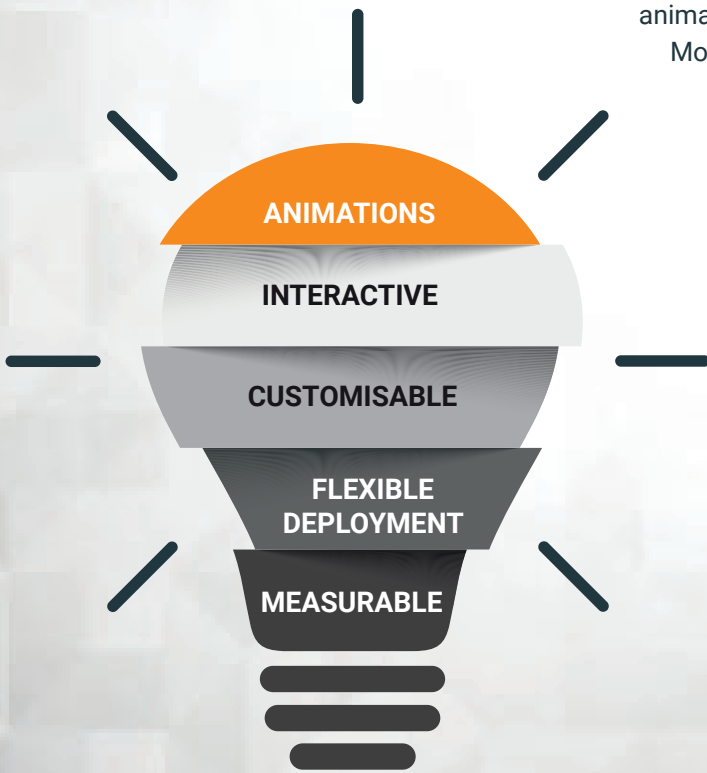 ANIMATIONS
INTERACTIVE
CUSTOMISABLE
FLEXIBLE
DEPLOYMENT
MEASURABLE